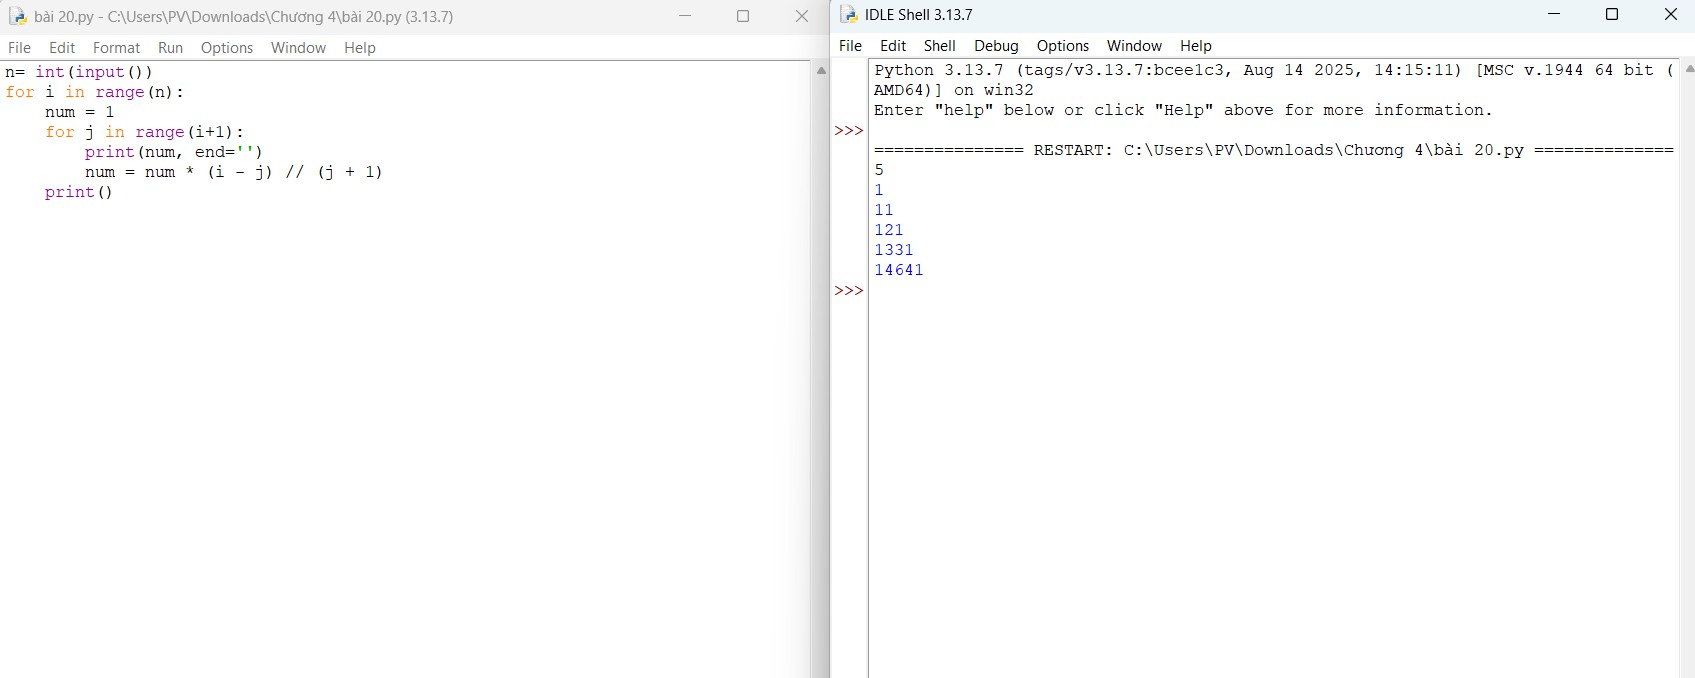 bài 20.py - C:\Users\PV\Downloads\Chương 4\bài 20.py (3.13.7)
File Edit Format Run Options Window Help
n= int(input())
for i in range(n):
    num = 1
    for j in range(i+1):
        print(num, end='')
        num = num * (i - j) // (j + 1)
    print()
IDLE Shell 3.13.7
File Edit Shell Debug Options Window Help
Python 3.13.7 (tags/v3.13.7:bcee1c3, Aug 14 2025, 14:15:11) [MSC v.1944 64 bit (
AMD64)] on win32
Enter "help" below or click "Help" above for more information.
>>>
=============== RESTART: C:\Users\PV\Downloads\Chương 4\bài 20.py ==============
5
1
11
121
1331
14641
>>>